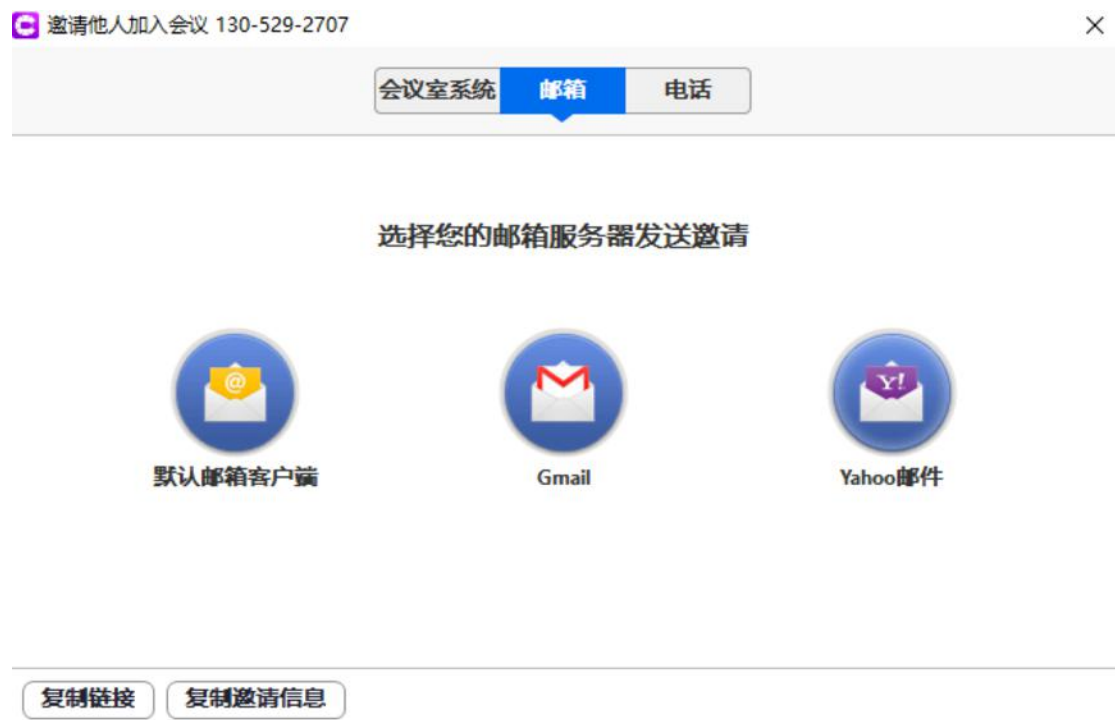 邀请他人加入会议 130-529-2707
会议室系统 邮箱 电话
选择您的邮箱服务器发送邀请
@ Y!
默认邮箱客户端 Gmail Yahoo邮件
复制链接 复制邀请信息